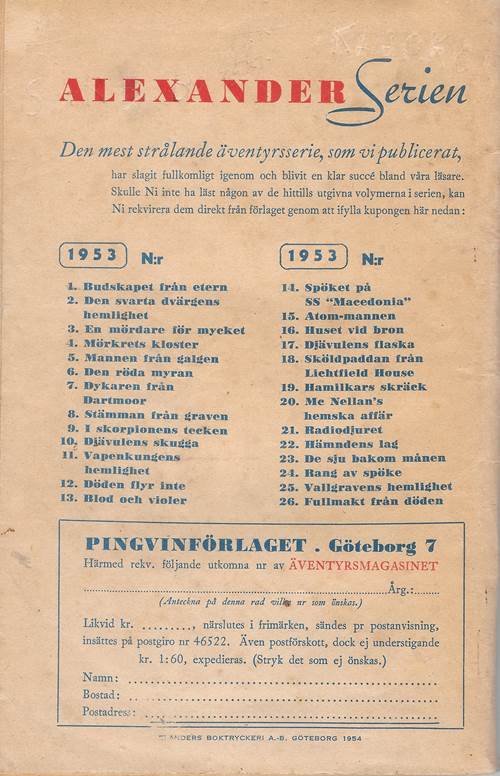 ALEXANDER Serien
Den mest strålande äventyrsserie, som vi publicerat,
har slagit fullkomligt igenom och blivit en klar succé bland våra läsare.
Skulle Ni inte ha läst någon av de hittills utgivna volymerna i serien, kan
Ni rekvirera dem direkt från förlaget genom att ifylla kupongen här nedan:
1953 N:r
1. Budskapet från etern
2. Den svarta dvärgens
hemlighet
3. En mördare för mycket
4. Mörkrets kloster
5. Mannen från galgen
6. Den röda myran
7. Dykaren från
Dartmoor
8. Stämman från graven
9. I skorpionens tecken
10. Djävulens skugga
11. Vapenkungens
hemlighet
12. Döden flyr inte
13. Blod och violer
1953 N:r
14. Spöket på
SS "Macedonia"
15. Atom-mannen
16. Huset vid bron
17. Djävulens flaska
18. Sköldpaddan från
Lichtfield House
19. Hamilkars skräck
20. Mc Nellan's
hemska affär
21. Radiodjuret
22. Hämndens lag
23. De sju bakom månen
24. Rang av spöke
25. Vallgravens hemlighet
26. Fullmakt från döden
PINGVINFÖRLAGET . Göteborg 7
Härmed rekv. följande utkomna nr av ÄVENTYRSMAGASINET
Årg.:
(Anteckna på denna rad vilka nr som önskas.)
Likvid kr. .........., närslutes i frimärken, sändes pr postanvisning,
insättes på postgiro nr 46522. Även postförskott, dock ej understigande
kr. 1:60, expedieras. (Stryk det som ej önskas.)
Namn:
Bostad:
Postadress:
ANDERS BOKTRYCKERI A.-B. GÖTEBORG 1954